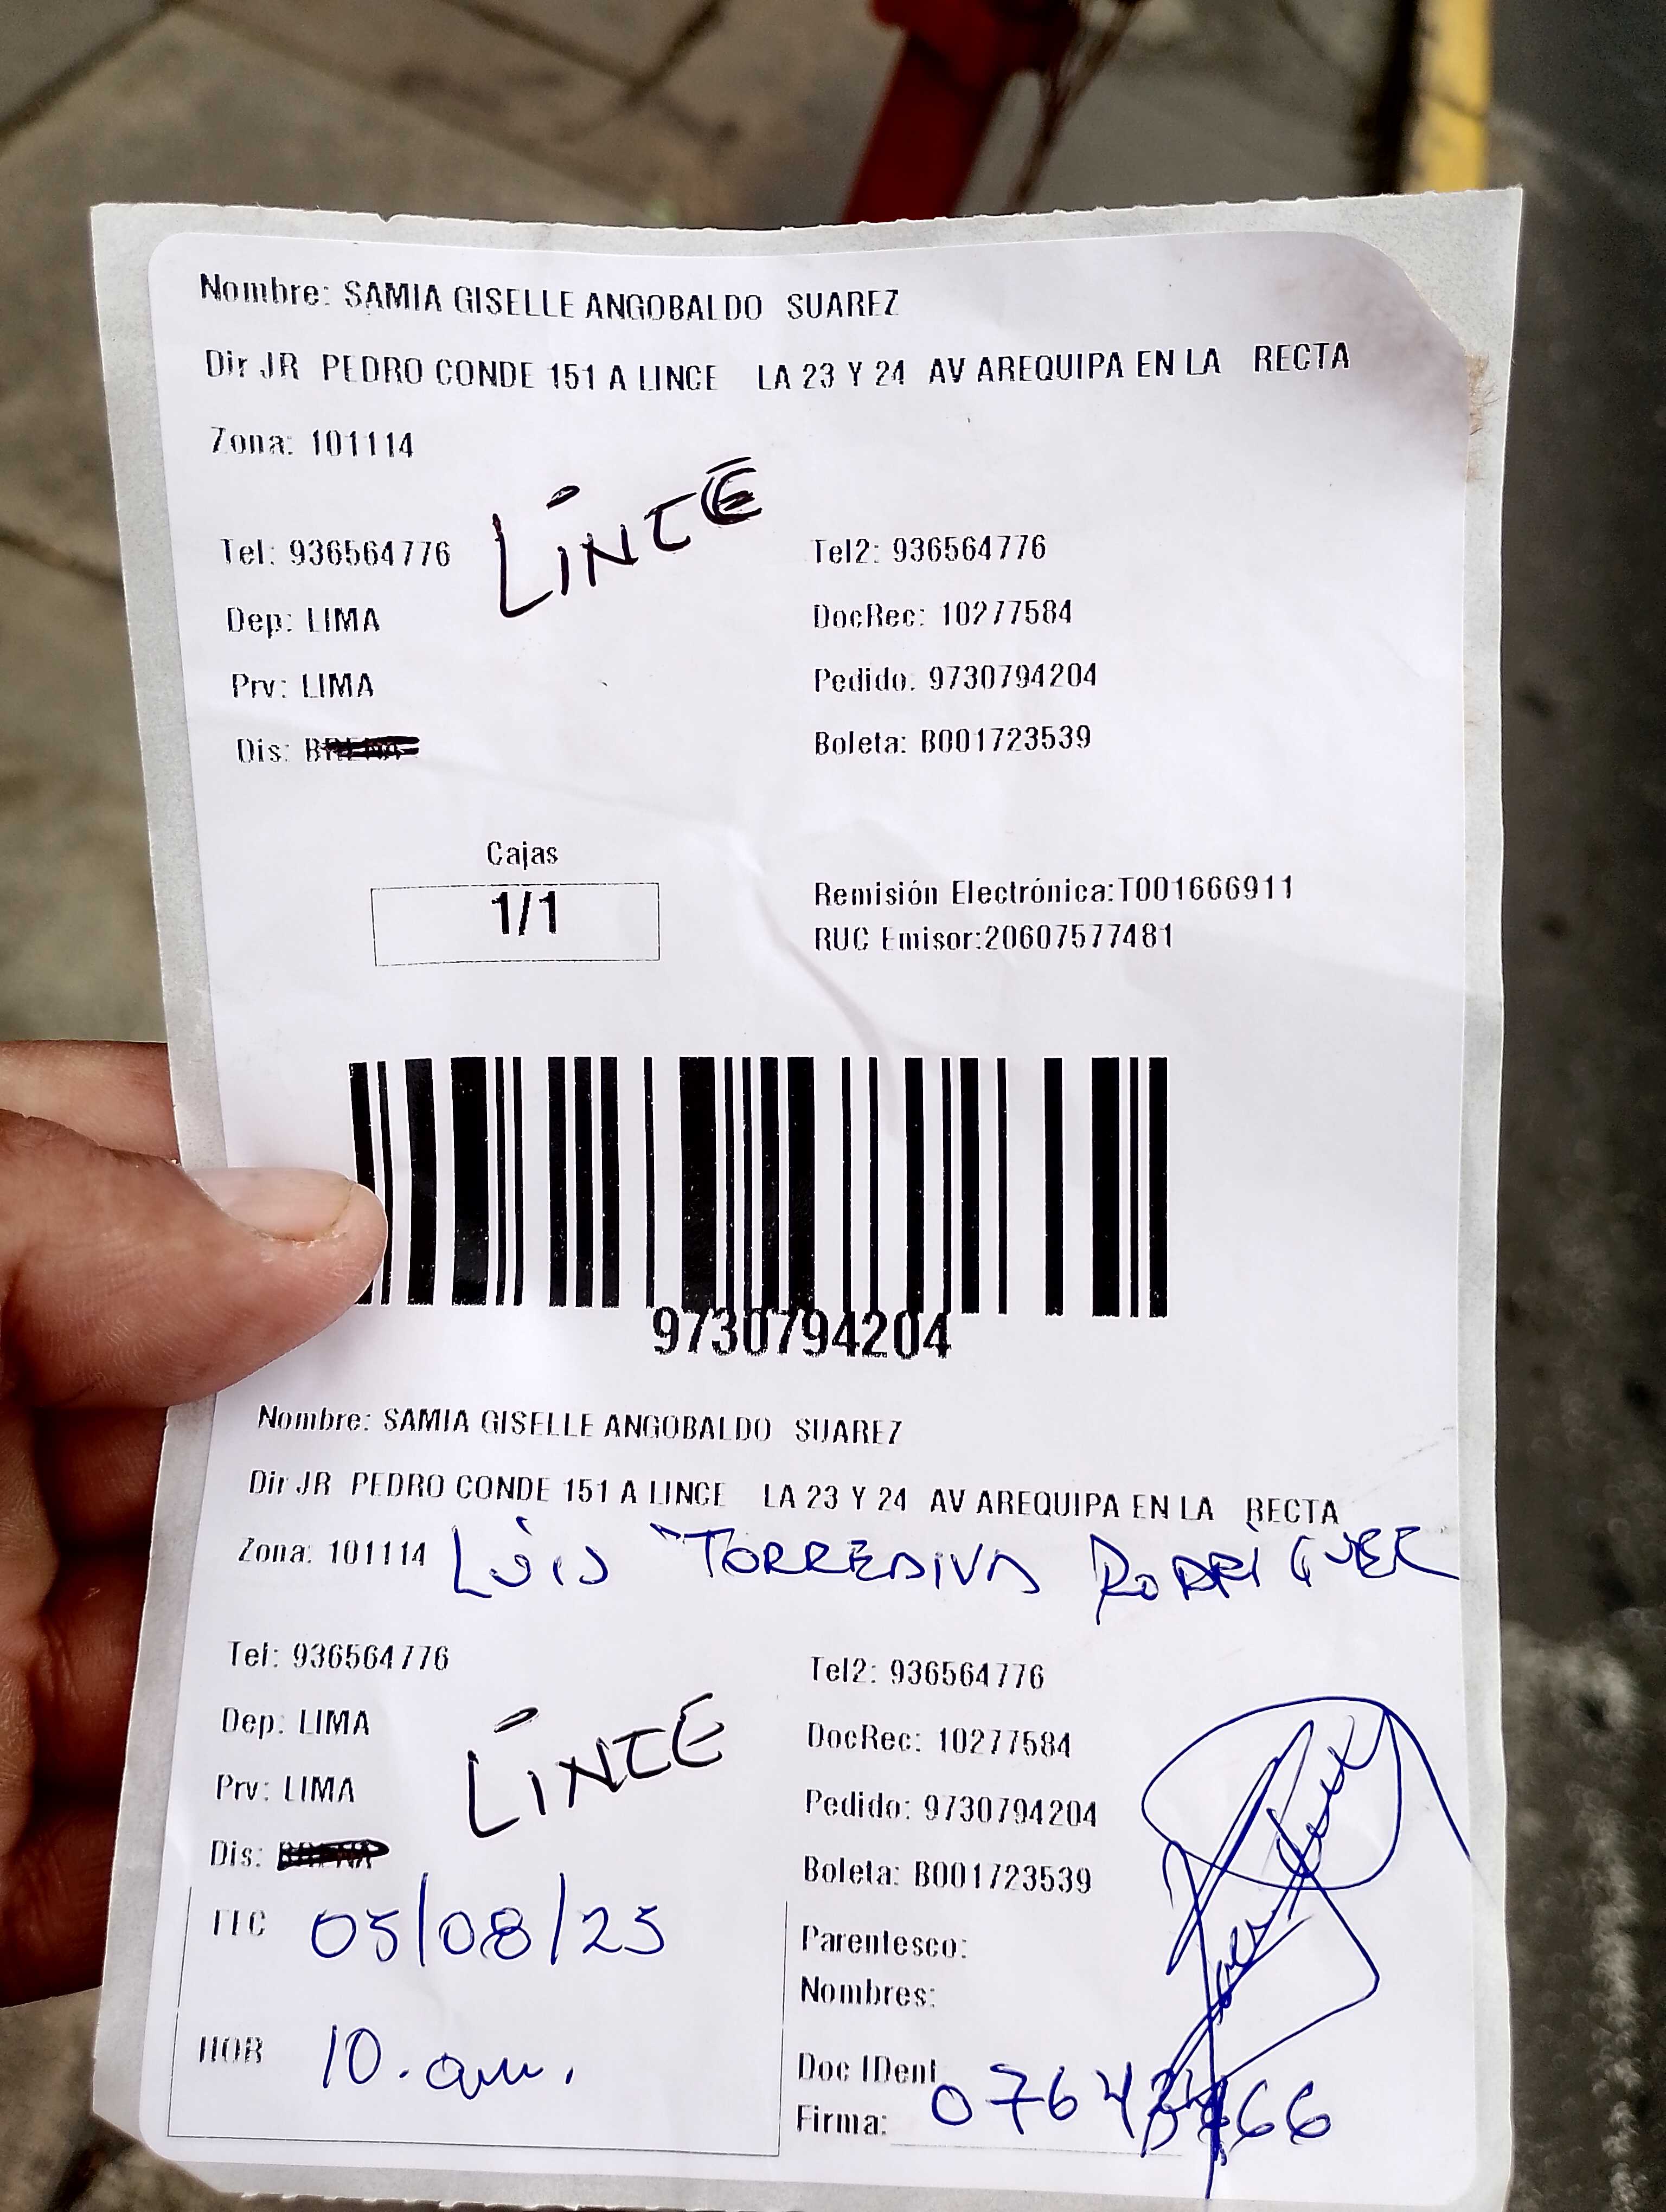 Nombre: SAMIA GISELLE ANGOBALDO SUAREZ
Dir JR PEDRO CONDE 151 A LINCE LA 23 Y 24 AV AREQUIPA EN LA RECTA
Zona: 101114
LINCE
Tel: 936564776 Tel2: 936564776
Dep: LIMA DocRec: 10277584
Prv: LIMA Pedido: 9730794204
Dis: Boleta: B001723539
Cajas
1/1
Remisión Electrónica:T001666911
RUC Emisor:20607577481
9730794204
Nombre: SAMIA GISELLE ANGOBALDO SUAREZ
Dir JR PEDRO CONDE 151 A LINCE LA 23 Y 24 AV AREQUIPA EN LA RECTA
Zona: 101114 LUIS RODRIGUEZ
Tel: 936564776 Tel2: 936564776
Dep: LIMA LINCE DocRec: 10277584
Prv: LIMA Pedido: 9730794204
Dis: Boleta: B001723539
FEC 05/08/25 Parentesco:
Nombres:
HOR 10.am. Doc IDent
Firma: